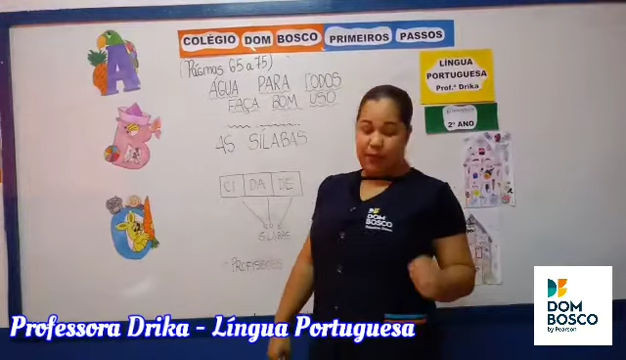 COLÉGIO DOM BOSCO PRIMEIROS PASSOS
(Páginas 65 a 75)
ÁGUA PARA TODOS
FAÇA BOM USO
AS SÍLABAS
CI DA DE
SÍLABAS
LÍNGUA
PORTUGUESA
Prof.ª Drika
2º ANO
A
B
DOM
BOSCO
DOM
BOSCO
by Pearson
Professora Drika - Língua Portuguesa